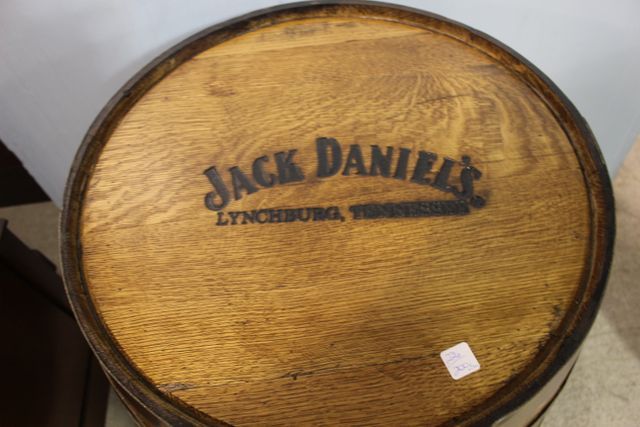 JACK DANIEL'S
LYNCHBURG, TENNESSEE